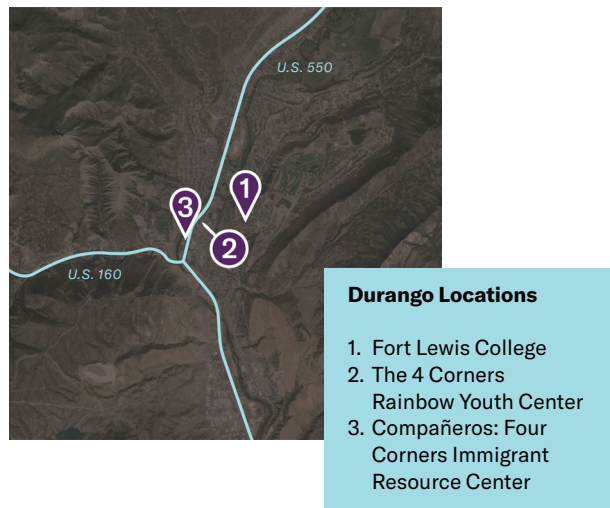 U.S. 550
1
3
2
U.S. 160
Durango Locations
1. Fort Lewis College
2. The 4 Corners
Rainbow Youth Center
3. Compañeros: Four
Corners Immigrant
Resource Center